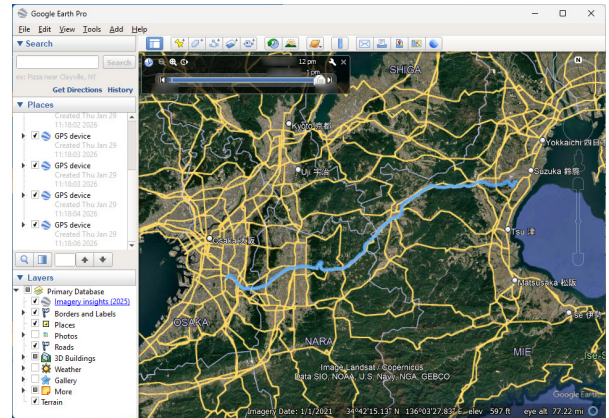 Google Earth Pro
File Edit View Tools Add Help
Search
Search
ex: Pizza near Clayville, NY
Get Directions History
Places
Created Thu Jan 29
11:18:02 2026
GPS device
Created Thu Jan 29
11:18:03 2026
GPS device
Created Thu Jan 29
11:18:03 2026
GPS device
Created Thu Jan 29
11:18:04 2026
GPS device
Created Thu Jan 29
11:18:06 2026
Layers
Primary Database
Imagery insights (2025)
Borders and Labels
Places
Photos
Roads
3D Buildings
Weather
Gallery
More
Terrain
12 pm
1 pm
N
SHIGA
Kyoto 京都
Yokkaichi 四日市
Uji 宇治
Suzuka 鈴鹿
Osaka 大阪
Tsu 津
Matsusaka 松阪
Ise 伊勢
OSAKA
NARA
MIE
Ise-S
Image Landsat / Copernicus
Data SIO, NOAA, U.S. Navy, NGA, GEBCO
Google Earth
Imagery Date: 1/1/2021 34°42'15.13" N 136°03'27.83" E elev 597 ft eye alt 77.22 mi